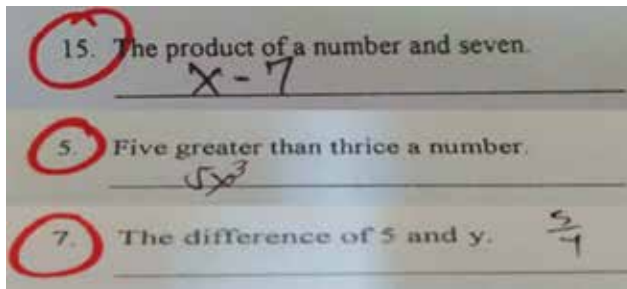 15. The product of a number and seven.
x - 7
5. Five greater than thrice a number.
5x³
7. The difference of 5 and y. 5/y